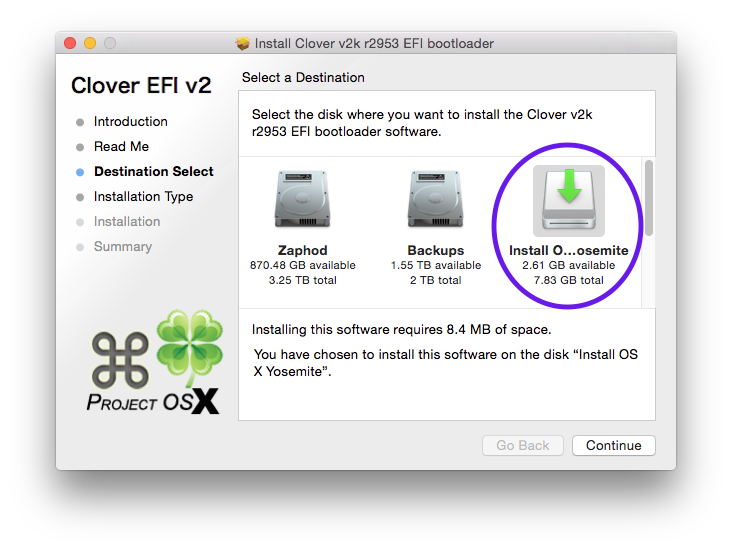 Install Clover v2k r2953 EFI bootloader
Clover EFI v2
Introduction
Read Me
Destination Select
Installation Type
Installation
Summary
PROJECT OSX
Select a Destination
Select the disk where you want to install the Clover v2k
r2953 EFI bootloader software.
Zaphod
870.48 GB available
3.25 TB total
Backups
1.55 TB available
2 TB total
Install O...osemite
2.61 GB available
7.83 GB total
Installing this software requires 8.4 MB of space.
You have chosen to install this software on the disk “Install OS
X Yosemite”.
Go Back
Continue